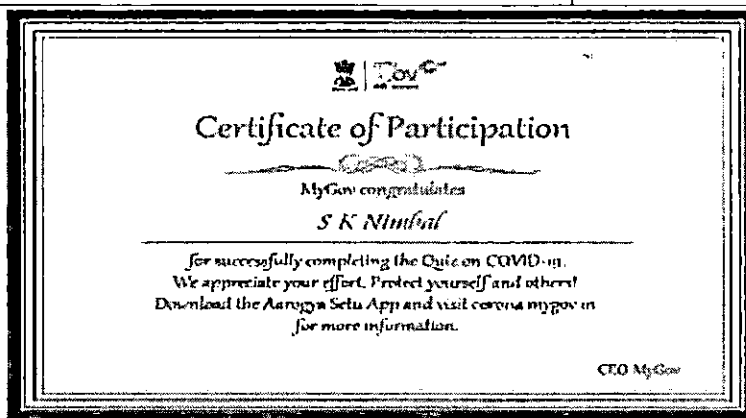 Certificate of Participation
MyGov congratulates
S K Nimbal
for successfully completing the Quiz on COVID-19.
We appreciate your effort. Protect yourself and others!
Download the Aarogya Setu App and visit corona.mygov.in
for more information.
CEO MyGov